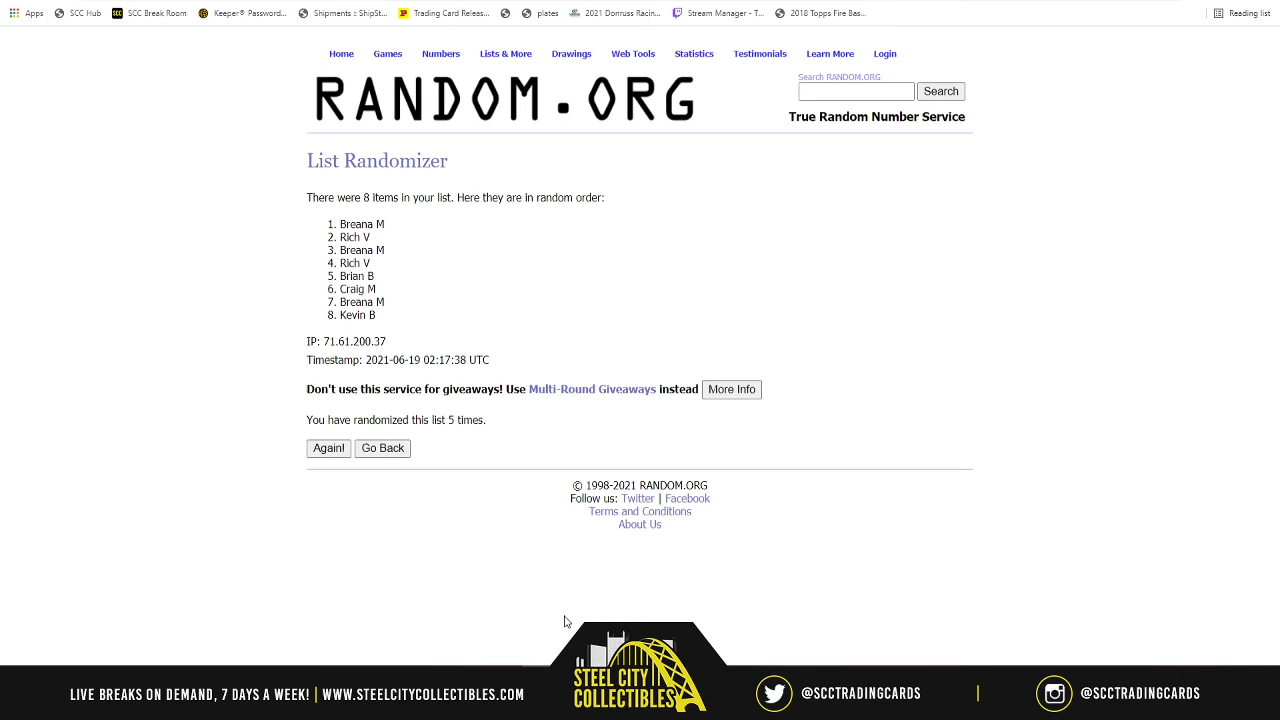 Apps SCC Hub SCC Break Room Keeper® Password... Shipments :: ShipSt... Trading Card Releas... plates 2021 Donruss Racin... Stream Manager - T... 2018 Topps Fire Bas... Reading list
Home Games Numbers Lists & More Drawings Web Tools Statistics Testimonials Learn More Login
RANDOM.ORG
Search RANDOM.ORG
Search
True Random Number Service
List Randomizer
There were 8 items in your list. Here they are in random order:
1. Breana M
2. Rich V
3. Breana M
4. Rich V
5. Brian B
6. Craig M
7. Breana M
8. Kevin B
IP: 71.61.200.37
Timestamp: 2021-06-19 02:17:38 UTC
Don't use this service for giveaways! Use Multi-Round Giveaways instead More Info
You have randomized this list 5 times.
Again! Go Back
© 1998-2021 RANDOM.ORG
Follow us: Twitter | Facebook
Terms and Conditions
About Us
LIVE BREAKS ON DEMAND, 7 DAYS A WEEK! | WWW.STEELCITYCOLLECTIBLES.COM
STEEL CITY
COLLECTIBLES
@SCCTRADINGCARDS | @SCCTRADINGCARDS